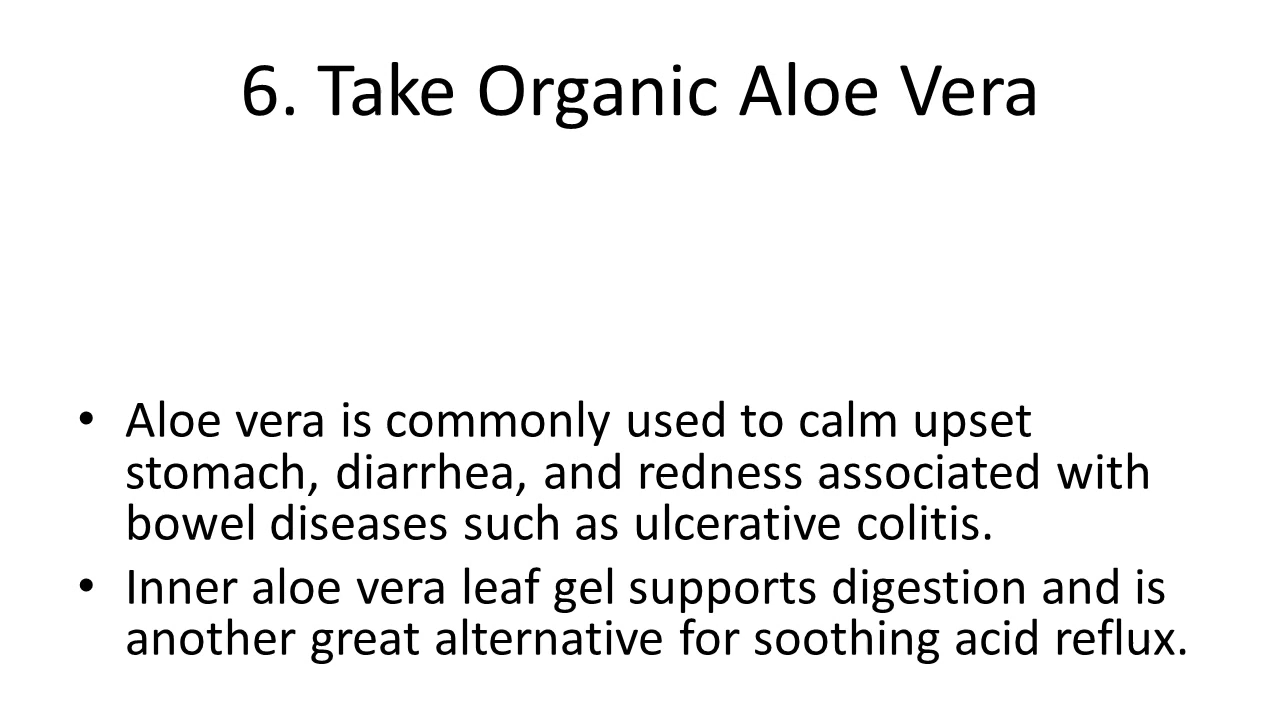 6. Take Organic Aloe Vera
• Aloe vera is commonly used to calm upset
stomach, diarrhea, and redness associated with
bowel diseases such as ulcerative colitis.
• Inner aloe vera leaf gel supports digestion and is
another great alternative for soothing acid reflux.